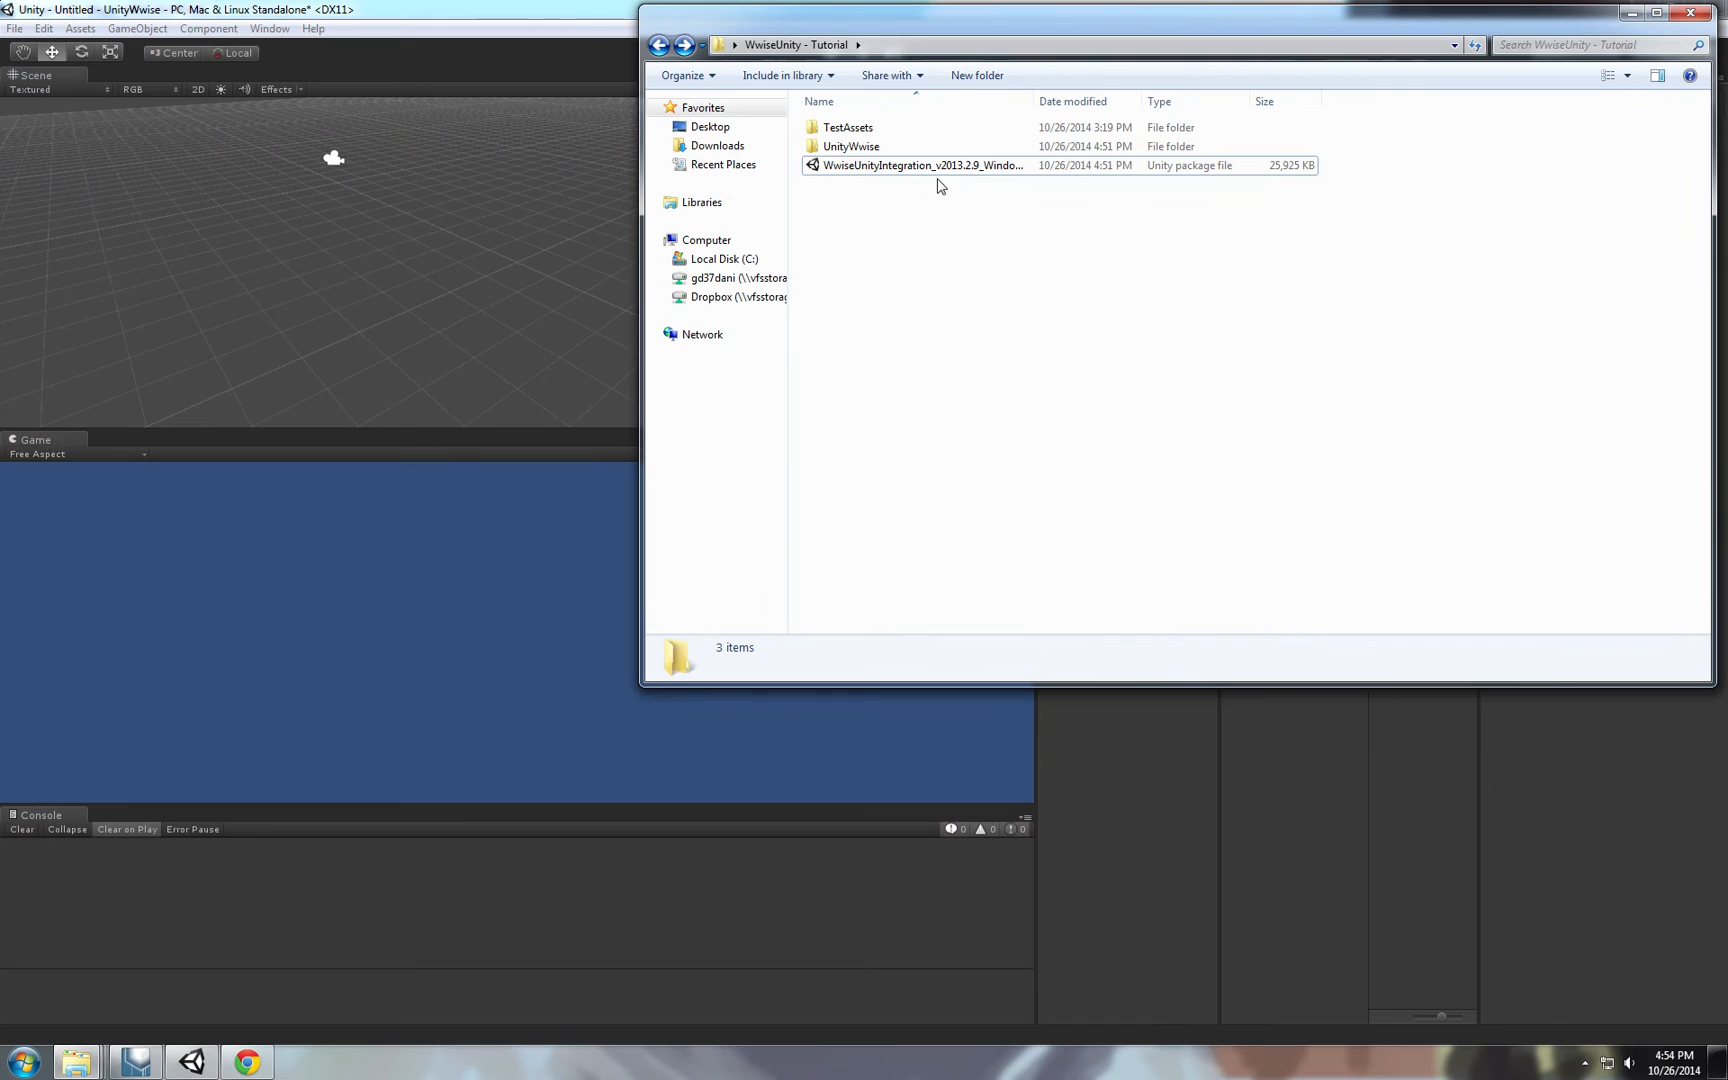 Unity - Untitled - UnityWwise - PC, Mac & Linux Standalone* <DX11>
File Edit Assets GameObject Component Window Help
Center Local
Scene
Textured RGB 2D Effects
Game
Free Aspect
Console
Clear Collapse Clear on Play Error Pause 0 0 0
WwiseUnity - Tutorial
Search WwiseUnity - Tutorial
Organize Include in library Share with New folder
Favorites
Desktop
Downloads
Recent Places
Libraries
Computer
Local Disk (C:)
gd37dani (\\vfsstora
Dropbox (\\vfsstorag
Network
Name Date modified Type Size
TestAssets 10/26/2014 3:19 PM File folder
UnityWwise 10/26/2014 4:51 PM File folder
WwiseUnityIntegration_v2013.2.9_Windo... 10/26/2014 4:51 PM Unity package file 25,925 KB
3 items
4:54 PM
10/26/2014